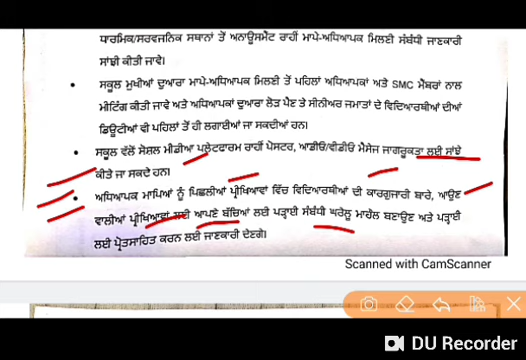 ਧਾਰਮਿਕ/ਸਰਵਜਨਿਕ ਸਥਾਨਾਂ ਤੋਂ ਅਨਾਊਸਮੈਂਟ ਰਾਹੀਂ ਮਾਪੇ-ਅਧਿਆਪਕ ਮਿਲਣੀ ਸੰਬੰਧੀ ਜਾਣਕਾਰੀ
ਸਾਂਝੀ ਕੀਤੀ ਜਾਵੇ।
• ਸਕੂਲ ਮੁਖੀਆਂ ਦੁਆਰਾ ਮਾਪੇ-ਅਧਿਆਪਕ ਮਿਲਣੀ ਤੋਂ ਪਹਿਲਾਂ ਅਧਿਆਪਕਾਂ ਅਤੇ SMC ਮੈਂਬਰਾਂ ਨਾਲ
ਮੀਟਿੰਗ ਕੀਤੀ ਜਾਵੇ ਅਤੇ ਅਧਿਆਪਕਾਂ ਦੁਆਰਾ ਲੋੜ ਪੈਣ ਤੇ ਸੀਨੀਅਰ ਜਮਾਤਾਂ ਦੇ ਵਿਦਿਆਰਥੀਆਂ ਦੀਆਂ
ਡਿਊਟੀਆਂ ਵੀ ਪਹਿਲਾਂ ਤੋਂ ਹੀ ਲਗਾਈਆਂ ਜਾ ਸਕਦੀਆਂ ਹਨ।
• ਸਕੂਲ ਵੱਲੋਂ ਸੋਸ਼ਲ ਮੀਡੀਆ ਪਲੇਟਫਾਰਮ ਰਾਹੀਂ ਪੋਸਟਰ, ਆਡੀਓ/ਵੀਡੀਓ ਮੈਸੇਜ ਜਾਗਰੂਕਤਾ ਲਈ ਸਾਂਝੇ
ਕੀਤੇ ਜਾ ਸਕਦੇ ਹਨ।
• ਅਧਿਆਪਕ ਮਾਪਿਆਂ ਨੂੰ ਪਿਛਲੀਆਂ ਪ੍ਰੀਖਿਆਵਾਂ ਵਿੱਚ ਵਿਦਿਆਰਥੀਆਂ ਦੀ ਕਾਰਗੁਜਾਰੀ ਬਾਰੇ, ਆਉਣ
ਵਾਲੀਆਂ ਪ੍ਰੀਖਿਆਵਾਂ ਲਈ ਆਪਣੇ ਬੱਚਿਆਂ ਲਈ ਪੜ੍ਹਾਈ ਸੰਬੰਧੀ ਘਰੇਲੂ ਮਾਹੌਲ ਬਣਾਉਣ ਅਤੇ ਪੜ੍ਹਾਈ
ਲਈ ਪ੍ਰੋਤਸਾਹਿਤ ਕਰਨ ਲਈ ਜਾਣਕਾਰੀ ਦੇਣਗੇ।
Scanned with CamScanner
DU Recorder